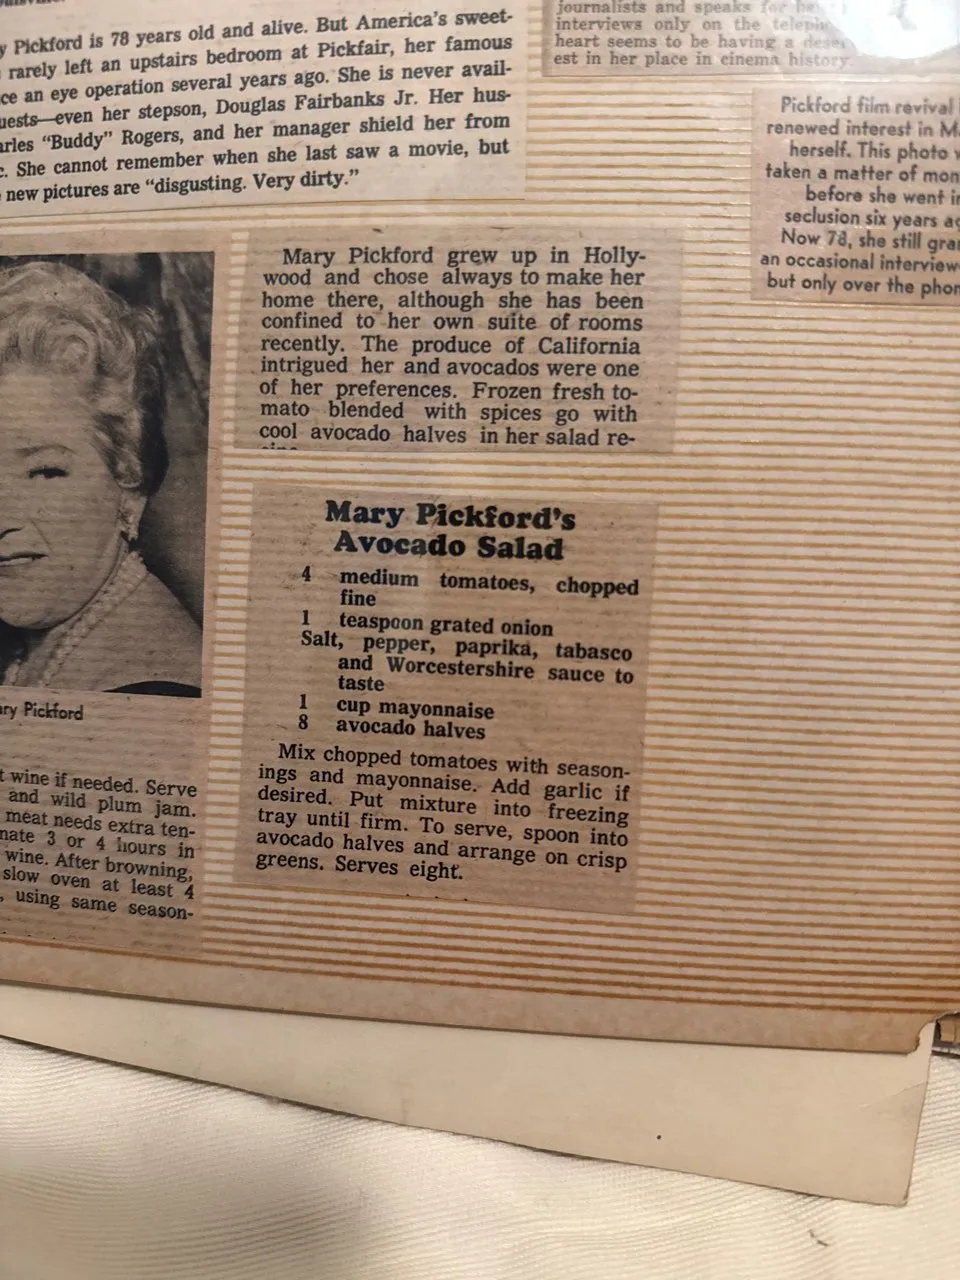 y Pickford is 78 years old and alive. But America's sweet-
rarely left an upstairs bedroom at Pickfair, her famous
ce an eye operation several years ago. She is never avail-
uests—even her stepson, Douglas Fairbanks Jr. Her hus-
arles "Buddy" Rogers, and her manager shield her from
c. She cannot remember when she last saw a movie, but
new pictures are "disgusting. Very dirty."
journalists and speaks for
interviews only on the
heart seems to be having a
est in her place in cinema history.
Pickford film revival
renewed interest in
herself. This photo
taken a matter of mon
before she went in
seclusion six years ag
Now 78, she still gra
an occasional interview
but only over the phon
Mary Pickford grew up in Holly-
wood and chose always to make her
home there, although she has been
confined to her own suite of rooms
recently. The produce of California
intrigued her and avocados were one
of her preferences. Frozen fresh to-
mato blended with spices go with
cool avocado halves in her salad re-
ary Pickford
t wine if needed. Serve
and wild plum jam.
meat needs extra ten-
nate 3 or 4 hours in
wine. After browning,
slow oven at least 4
, using same season-
Mary Pickford's
Avocado Salad
4 medium tomatoes, chopped
fine
1 teaspoon grated onion
Salt, pepper, paprika, tabasco
and Worcestershire sauce to
taste
1 cup mayonnaise
8 avocado halves
Mix chopped tomatoes with season-
ings and mayonnaise. Add garlic if
desired. Put mixture into freezing
tray until firm. To serve, spoon into
avocado halves and arrange on crisp
greens. Serves eight.